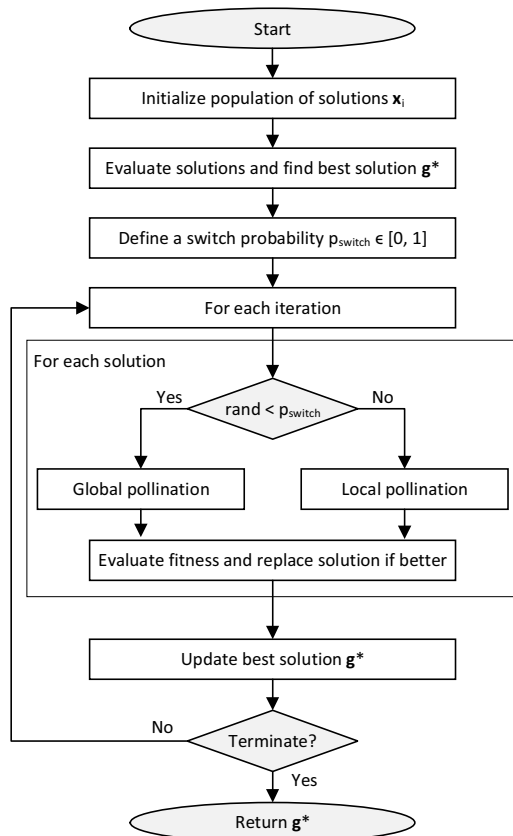 Start
Initialize population of solutions xᵢ
Evaluate solutions and find best solution g*
Define a switch probability p_switch ϵ [0, 1]
For each iteration
For each solution
Yes
rand < p_switch
No
Global pollination
Local pollination
Evaluate fitness and replace solution if better
Update best solution g*
No
Terminate?
Yes
Return g*